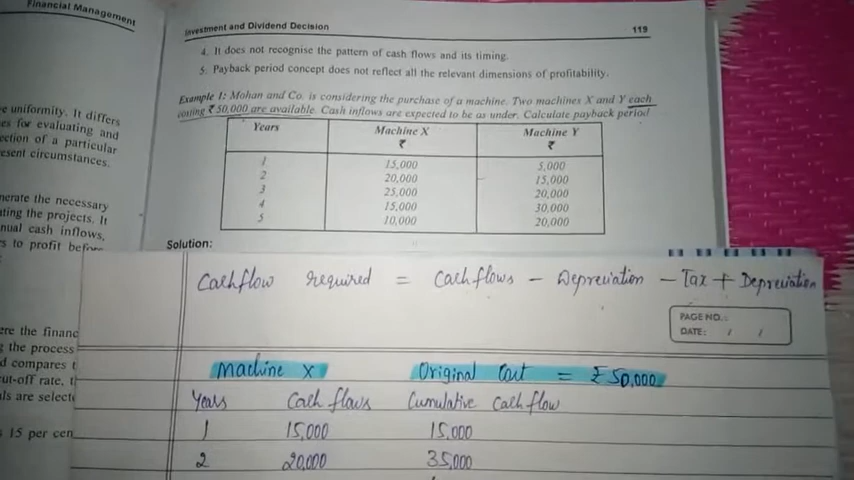 Financial Management
Investment and Dividend Decision 119
4. It does not recognise the pattern of cash flows and its timing.
5. Payback period concept does not reflect all the relevant dimensions of profitability.
Example 1: Mohan and Co. is considering the purchase of a machine. Two machines X and Y each
costing ₹ 50,000 are available. Cash inflows are expected to be as under. Calculate payback period
Years Machine X Machine Y
₹ ₹
1 15,000 5,000
2 20,000 15,000
3 25,000 20,000
4 15,000 30,000
5 10,000 20,000
Solution:
e uniformity. It differs
es for evaluating and
ection of a particular
esent circumstances.
nerate the necessary
ating the projects. It
nual cash inflows,
s to profit before
ere the financ
g the process
d compares t
ut-off rate, t
als are select
15 per cen
Cashflow required = Cashflows - Depreciation - Tax + Depreciation
PAGE NO.:
DATE: / /
Machine X Original Cost = ₹50,000
Years Cash flows Cumulative Cash flow
1 15,000 15,000
2 20,000 35,000